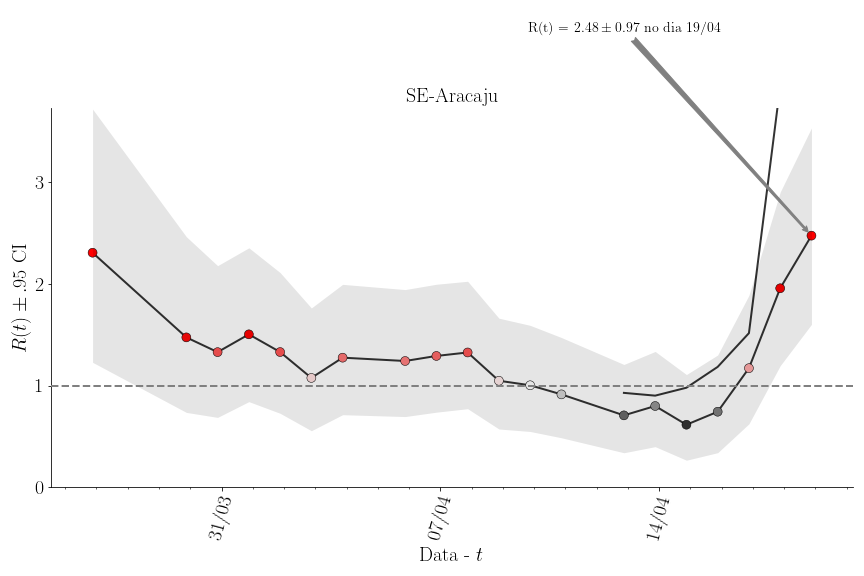 R(t) = 2.48 ± 0.97 no dia 19/04
SE-Aracaju
R(t) ± .95 CI
3
2
1
0
31/03
07/04
14/04
Data - t